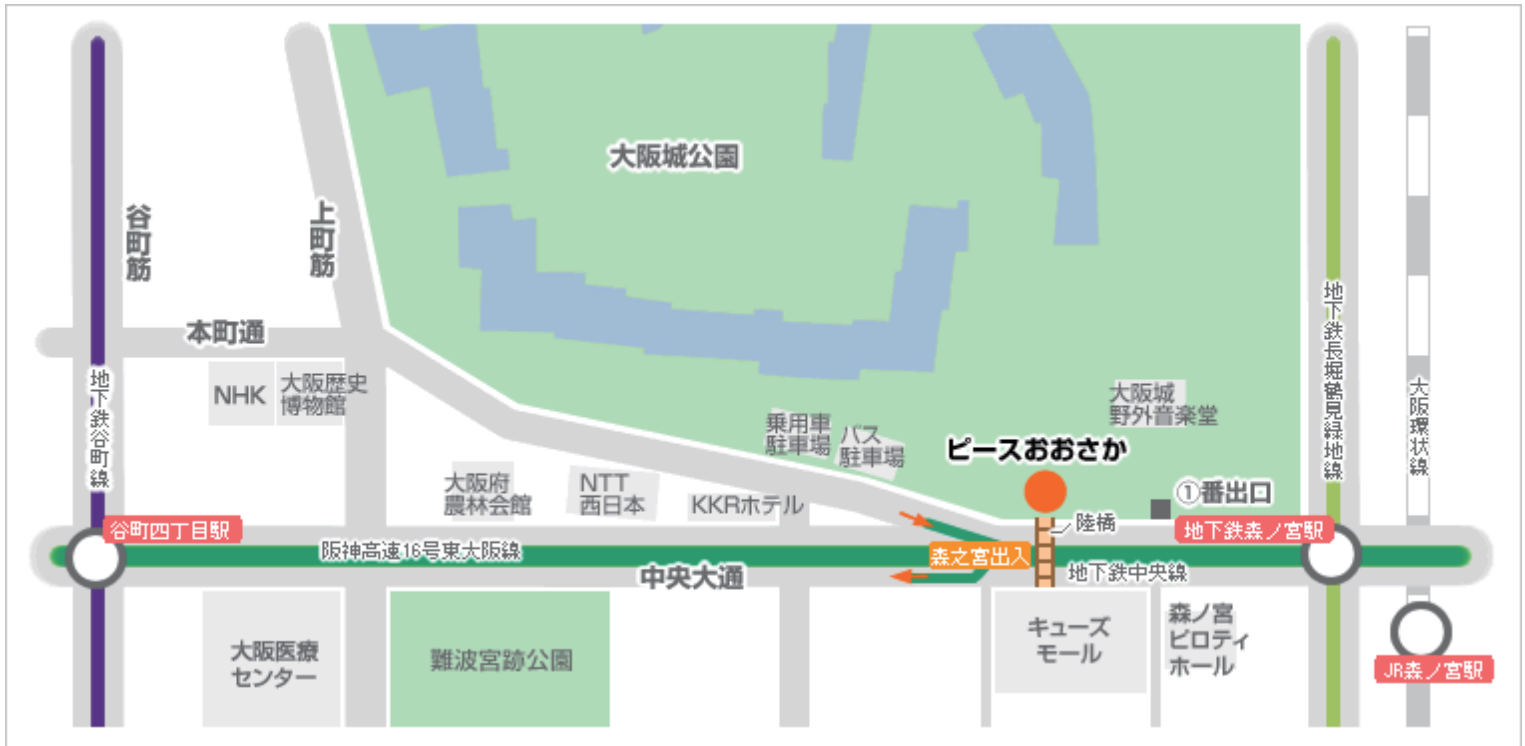 大阪城公園
谷町筋
上町筋
本町通
地下鉄長堀鶴見緑地線
NHK
大阪歴史
博物館
地下鉄谷町線
大阪環状線
大阪城
野外音楽堂
乗用車
駐車場
バス
駐車場
ピースおおさか
大阪府
農林会館
NTT
西日本
KKRホテル
①番出口
陸橋
谷町四丁目駅
地下鉄森ノ宮駅
阪神高速16号東大阪線
森之宮出入
中央大通
地下鉄中央線
大阪医療
センター
難波宮跡公園
キューズ
モール
森ノ宮
ピロティ
ホール
JR森ノ宮駅